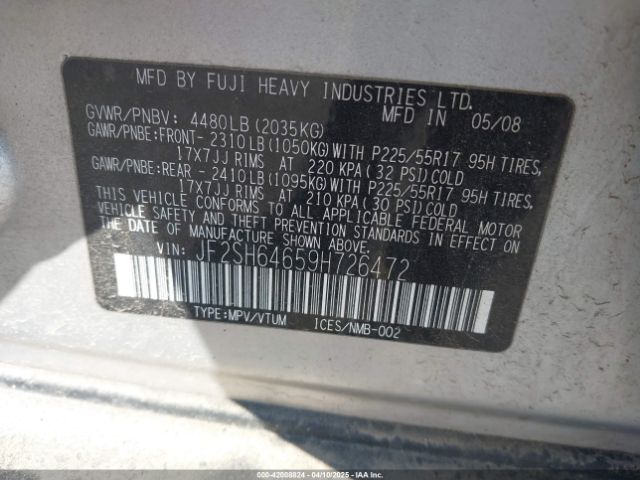 MFD BY FUJI HEAVY INDUSTRIES LTD.
GVWR/PNBV: 4480LB (2035KG) MFD IN 05/08
GAWR/PNBE:FRONT- 2310LB(1050KG)WITH P225/55R17 95H TIRES,
17X7JJ RIMS AT 220 KPA(32 PSI)COLD
GAWR/PNBE:REAR - 2410LB(1095KG)WITH P225/55R17 95H TIRES,
17X7JJ RIMS AT 210 KPA(30 PSI)COLD
THIS VEHICLE CONFORMS TO ALL APPLICABLE FEDERAL MOTOR
VEHICLE SAFETY AND THEFT PREVENTION STANDARDS IN EFFECT ON
THE DATE OF MANUFACTURE SHOWN ABOVE.
VIN: JF2SH64659H726472
TYPE:MPV/VTUM ICES/NMB-002
000-42008824 - 04/10/2025 - IAAI.COM